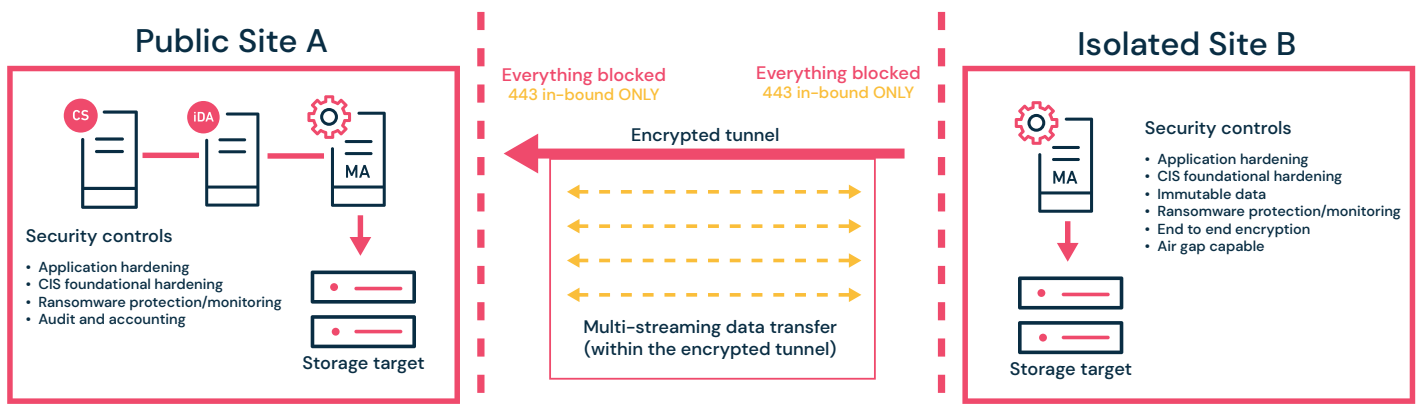 Public Site A
CS
iDA
MA
Security controls
• Application hardening
• CIS foundational hardening
• Ransomware protection/monitoring
• Audit and accounting
Storage target
Everything blocked
443 in-bound ONLY
Everything blocked
443 in-bound ONLY
Encrypted tunnel
Multi-streaming data transfer
(within the encrypted tunnel)
Isolated Site B
MA
Storage target
Security controls
• Application hardening
• CIS foundational hardening
• Immutable data
• Ransomware protection/monitoring
• End to end encryption
• Air gap capable